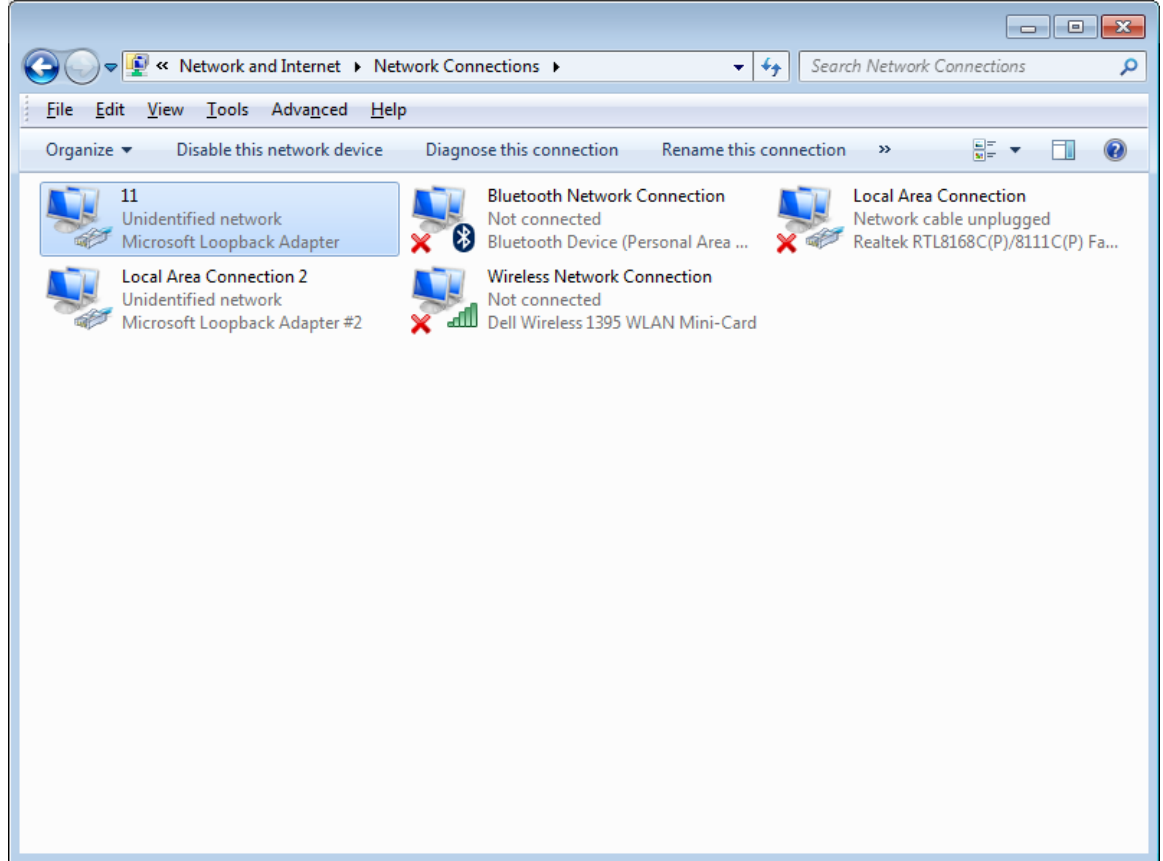 « Network and Internet ▸ Network Connections ▸
Search Network Connections
File Edit View Tools Advanced Help
Organize Disable this network device Diagnose this connection Rename this connection »
11
Unidentified network
Microsoft Loopback Adapter
Bluetooth Network Connection
Not connected
Bluetooth Device (Personal Area ...
Local Area Connection
Network cable unplugged
Realtek RTL8168C(P)/8111C(P) Fa...
Local Area Connection 2
Unidentified network
Microsoft Loopback Adapter #2
Wireless Network Connection
Not connected
Dell Wireless 1395 WLAN Mini-Card